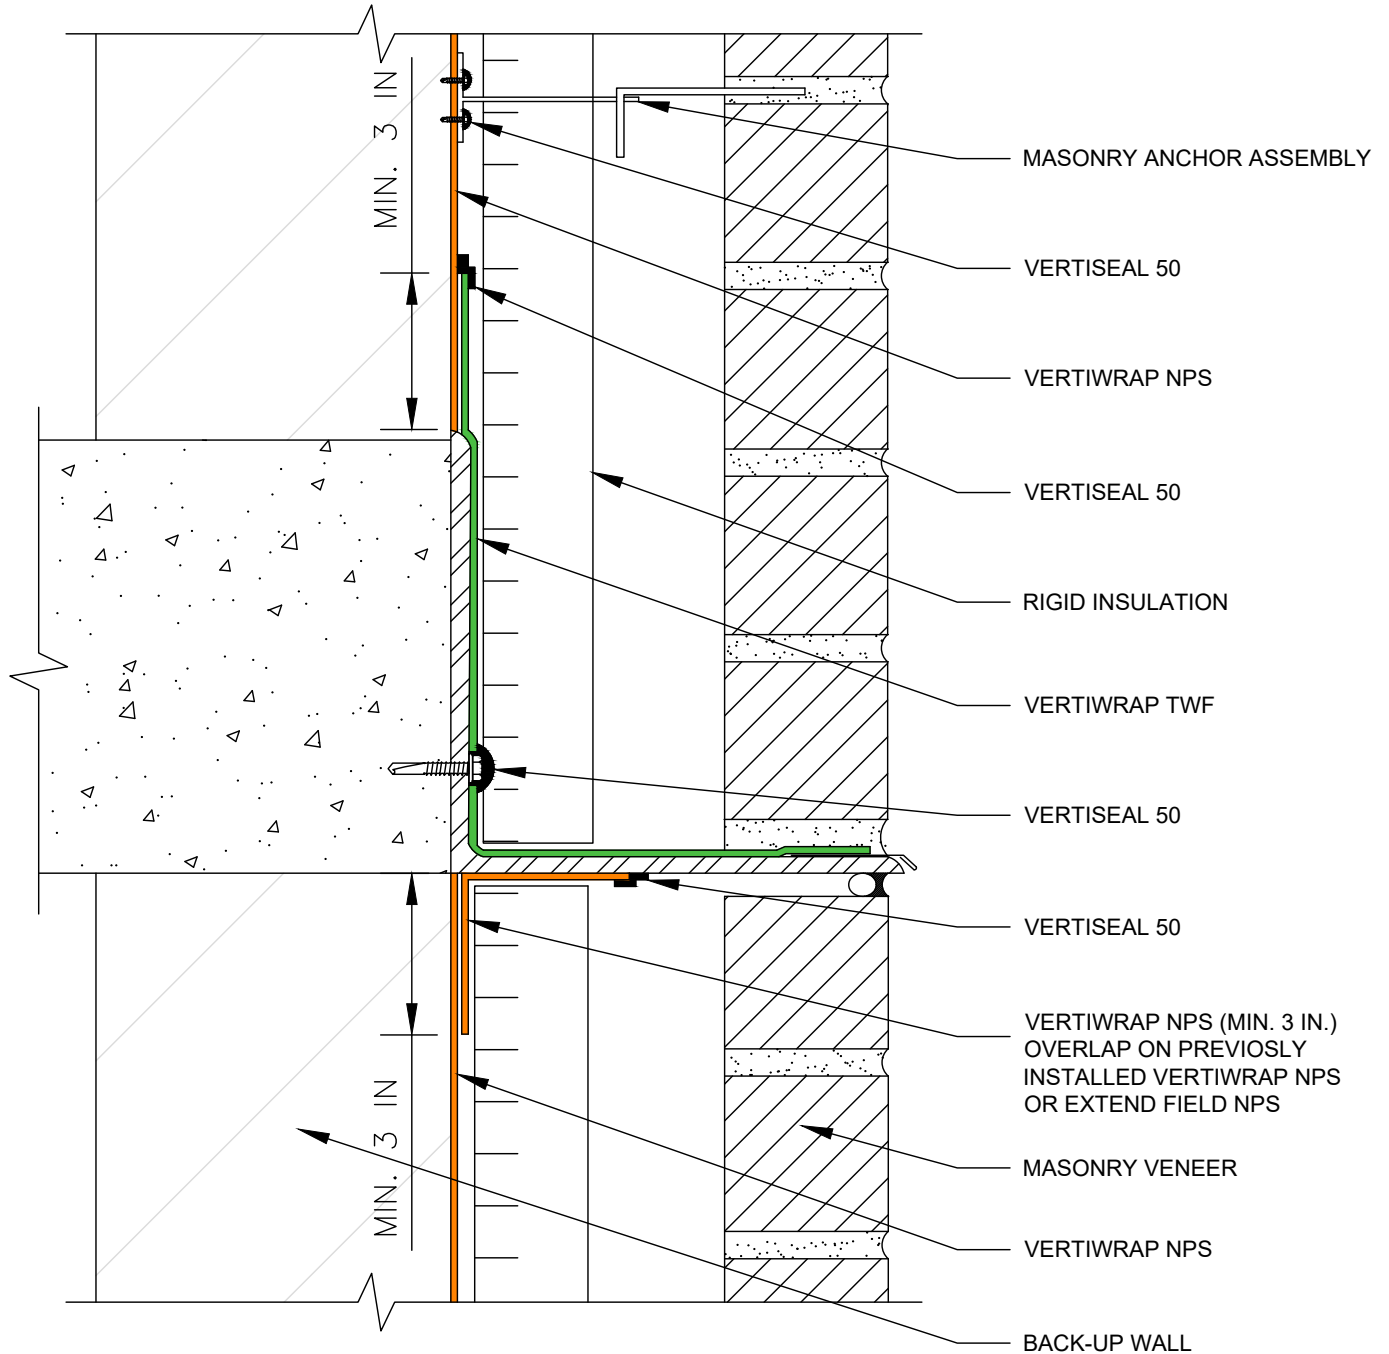 MIN. 3 IN
MASONRY ANCHOR ASSEMBLY
VERTISEAL 50
VERTIWRAP NPS
VERTISEAL 50
RIGID INSULATION
VERTIWRAP TWF
VERTISEAL 50
VERTISEAL 50
VERTIWRAP NPS (MIN. 3 IN.)
OVERLAP ON PREVIOSLY
INSTALLED VERTIWRAP NPS
OR EXTEND FIELD NPS
MIN. 3 IN
MASONRY VENEER
VERTIWRAP NPS
BACK-UP WALL